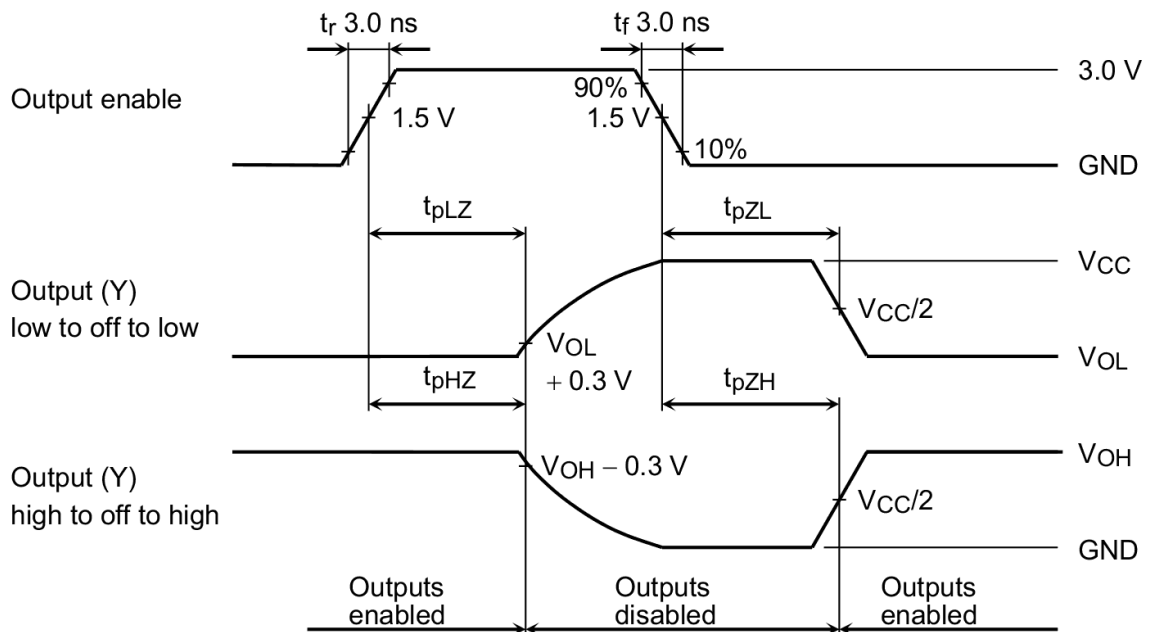 tr 3.0 ns
tf 3.0 ns
Output enable
90%
3.0 V
1.5 V
1.5 V
10%
GND
tpLZ
tpZL
Output (Y)
low to off to low
VCC
VCC/2
VOL
+ 0.3 V
VOL
tpHZ
tpZH
Output (Y)
high to off to high
VOH − 0.3 V
VOH
VCC/2
GND
Outputs
enabled
Outputs
disabled
Outputs
enabled